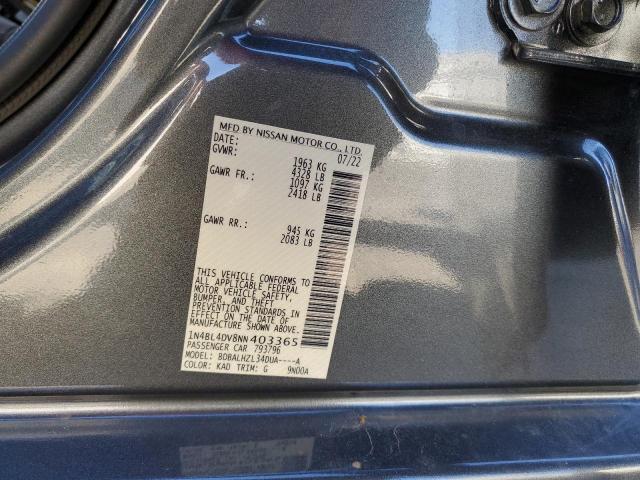 MFD BY NISSAN MOTOR CO., LTD.
DATE: 07/22
GVWR: 1963 KG
4328 LB
GAWR FR.: 1097 KG
2418 LB
GAWR RR.: 945 KG
2083 LB
THIS VEHICLE CONFORMS TO
ALL APPLICABLE FEDERAL
MOTOR VEHICLE SAFETY,
BUMPER, AND THEFT
PREVENTION STANDARDS IN
EFFECT ON THE DATE OF
MANUFACTURE SHOWN ABOVE.
1N4BL4DV8NN403365
PASSENGER CAR 793796
MODEL: BDBALHZL34DUA----A
COLOR: KAD TRIM: G 9N00A